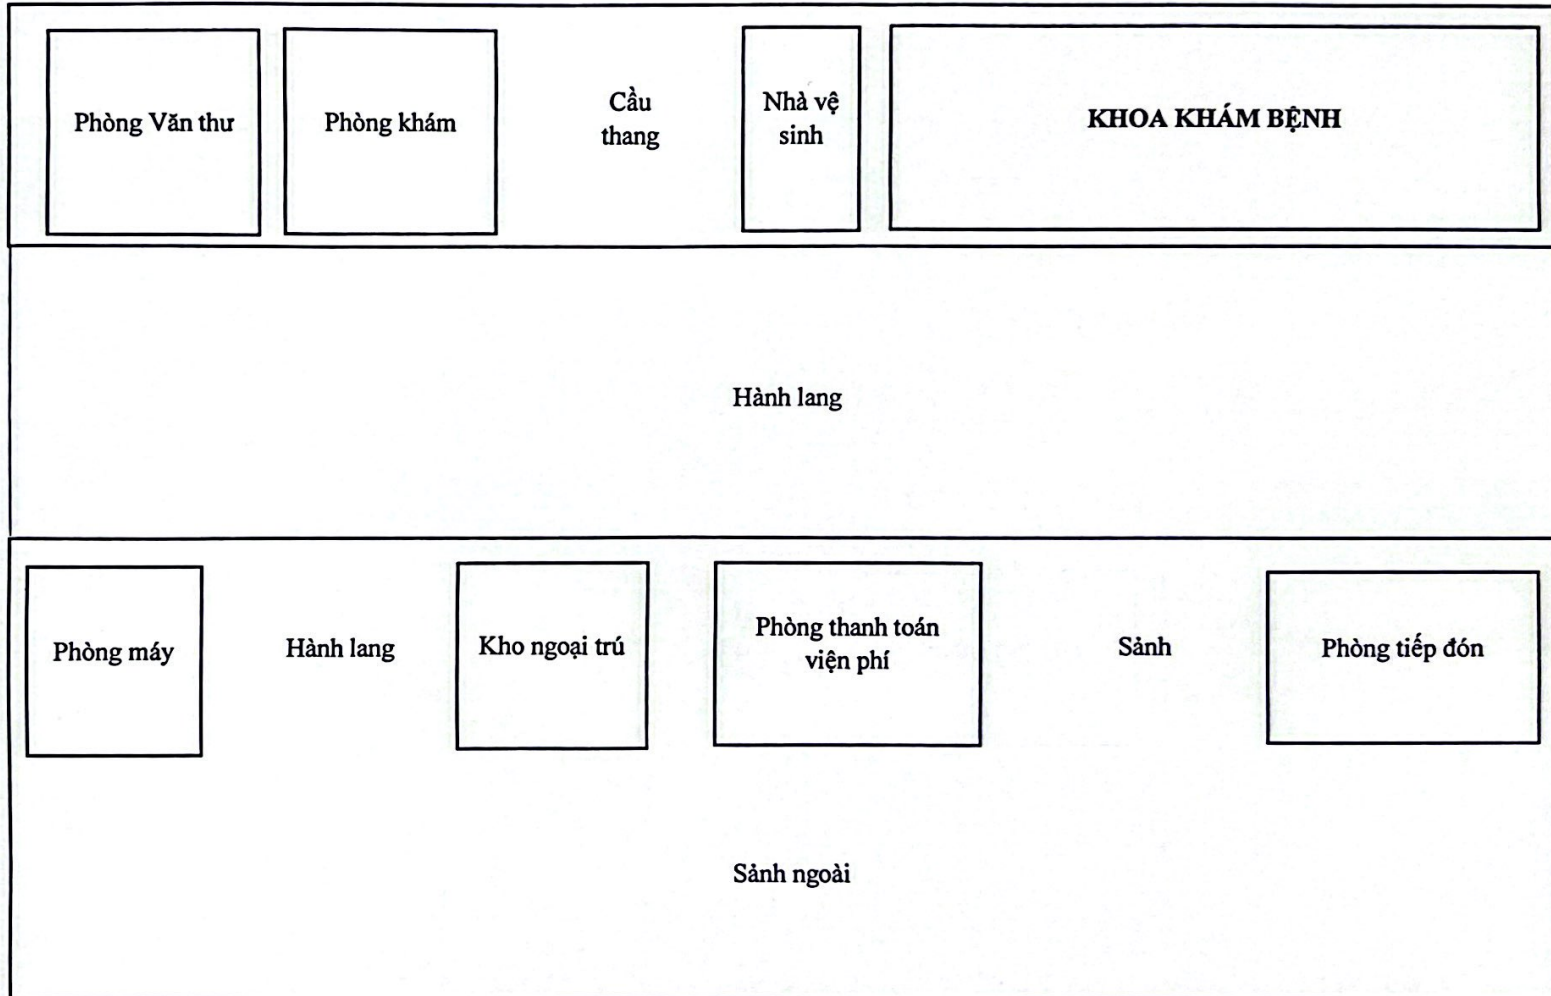 Phòng Văn thư
Phòng khám
Cầu
thang
Nhà vệ
sinh
KHOA KHÁM BỆNH
Hành lang
Phòng máy
Hành lang
Kho ngoại trú
Phòng thanh toán
viện phí
Sảnh
Phòng tiếp đón
Sảnh ngoài